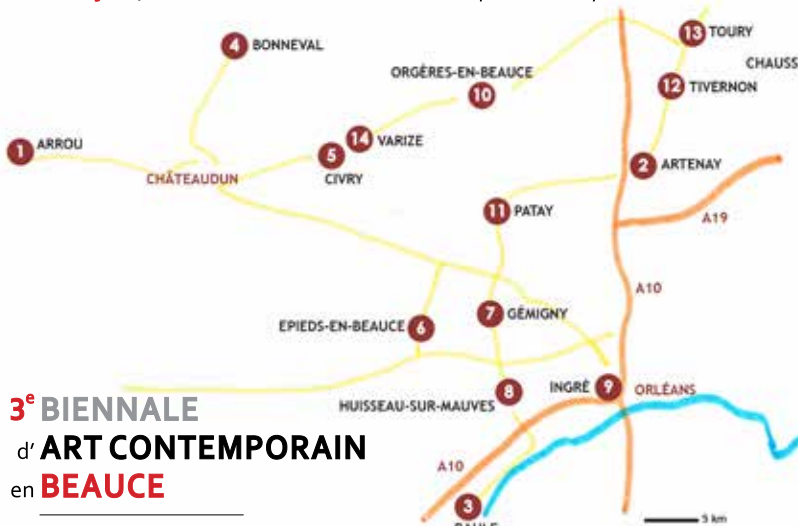 13 TOURY
4 BONNEVAL
CHAUSS
ORGÈRES-EN-BEAUCE
10
12 TIVERNON
14 VARIZE
1 ARROU
5
CIVRY
2 ARTENAY
CHÂTEAUDUN
11 PATAY
A19
A10
7 GÉMIGNY
EPIEDS-EN-BEAUCE 6
INGRÉ 9 ORLÉANS
8
HUISSEAU-SUR-MAUVES
3e BIENNALE
d' ART CONTEMPORAIN
en BEAUCE
A10
3
5 km